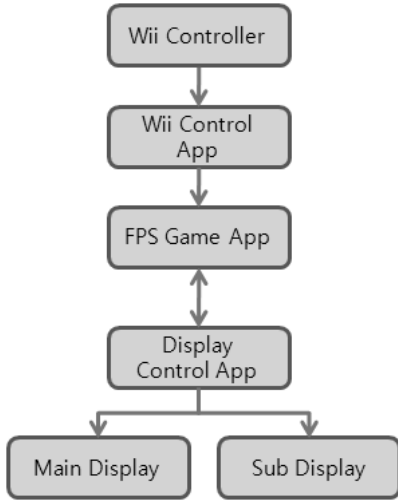 Wii Controller
Wii Control
App
FPS Game App
Display
Control App
Main Display
Sub Display